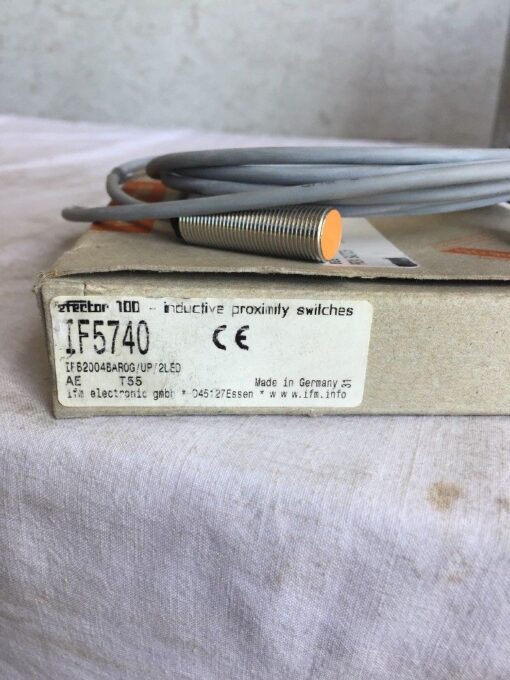 efector 100 - inductive proximity switches
IF5740 CE
IFB2004BAROG/UP/2LED
AE TSS Made in Germany
ifm electronic gmbh * D45127Essen * www.ifm.info